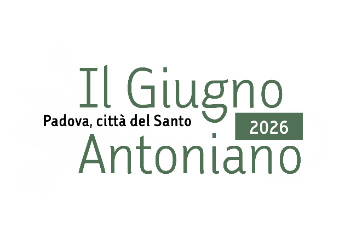 Il Giugno
Padova, città del Santo
2026
Antoniano